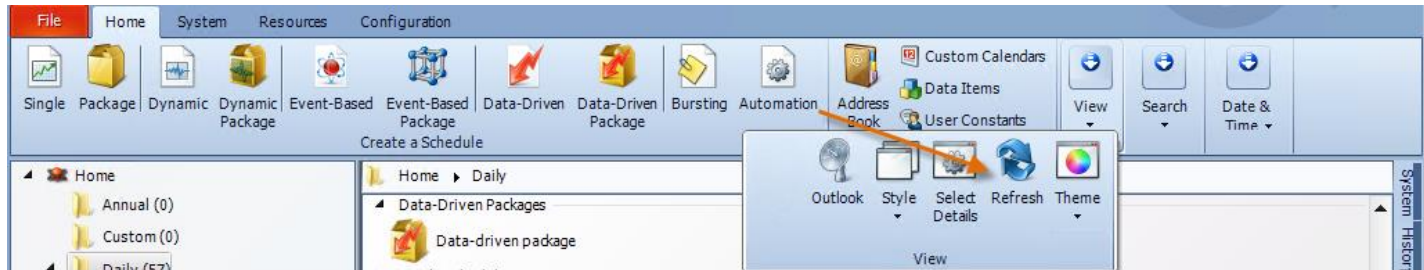 File Home System Resources Configuration
Single Package Dynamic Dynamic Package Event-Based Event-Based Package Data-Driven Data-Driven Package Bursting Automation Address Book
Custom Calendars
Data Items
User Constants
View Search Date & Time
Create a Schedule
Outlook Style Select Details Refresh Theme
View
Home
Annual (0)
Custom (0)
Daily (57)
Home Daily
Data-Driven Packages
Data-driven package
System Histor